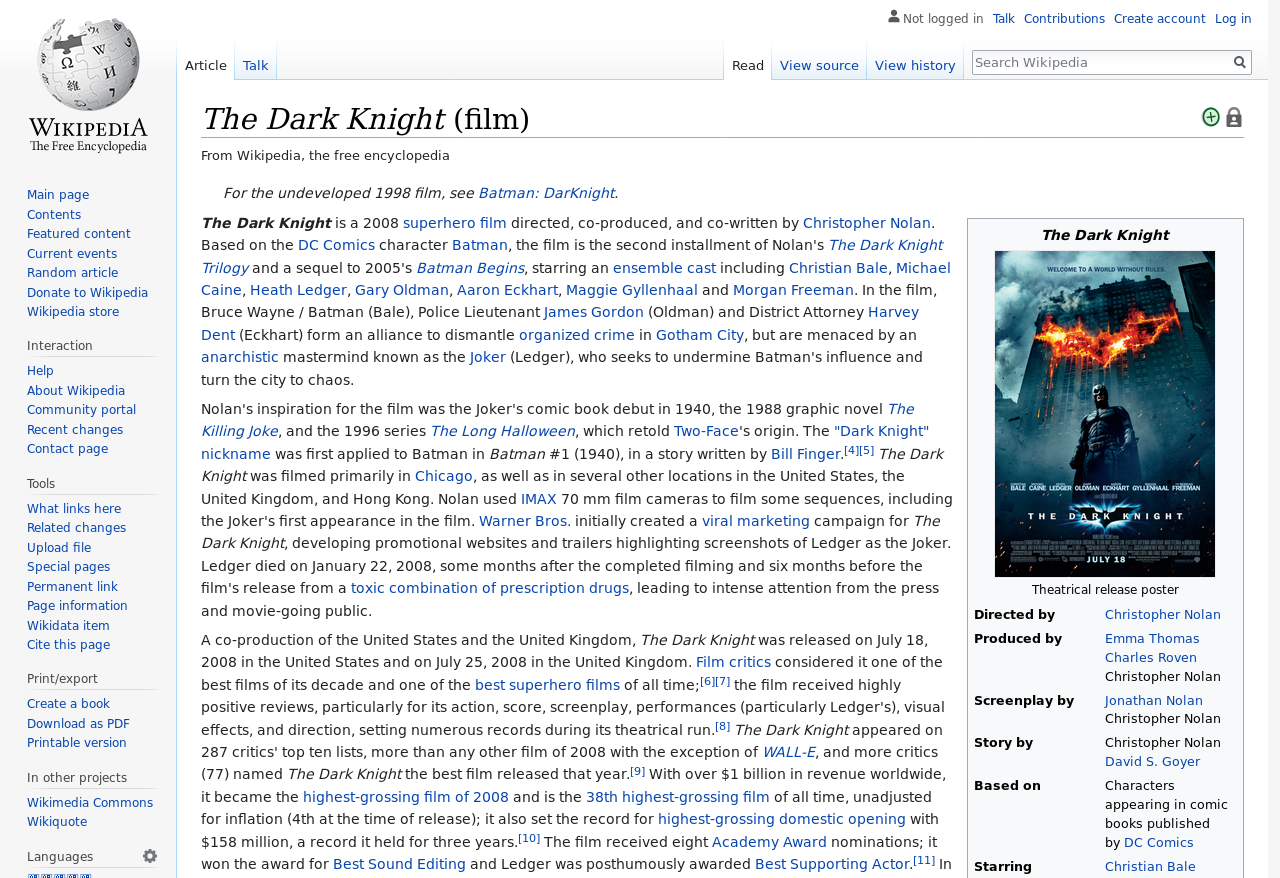 WIKIPEDIA
The Free Encyclopedia
Not logged in Talk Contributions Create account Log in
Article Talk Read View source View history Search Wikipedia
The Dark Knight (film)
From Wikipedia, the free encyclopedia
For the undeveloped 1998 film, see Batman: DarKnight.
The Dark Knight is a 2008 superhero film directed, co-produced, and co-written by Christopher Nolan.
Based on the DC Comics character Batman, the film is the second installment of Nolan's The Dark Knight
Trilogy and a sequel to 2005's Batman Begins, starring an ensemble cast including Christian Bale, Michael
Caine, Heath Ledger, Gary Oldman, Aaron Eckhart, Maggie Gyllenhaal and Morgan Freeman. In the film,
Bruce Wayne / Batman (Bale), Police Lieutenant James Gordon (Oldman) and District Attorney Harvey
Dent (Eckhart) form an alliance to dismantle organized crime in Gotham City, but are menaced by an
anarchistic mastermind known as the Joker (Ledger), who seeks to undermine Batman's influence and
turn the city to chaos.
Nolan's inspiration for the film was the Joker's comic book debut in 1940, the 1988 graphic novel The
Killing Joke, and the 1996 series The Long Halloween, which retold Two-Face's origin. The "Dark Knight"
nickname was first applied to Batman in Batman #1 (1940), in a story written by Bill Finger.[4][5] The Dark
Knight was filmed primarily in Chicago, as well as in several other locations in the United States, the
United Kingdom, and Hong Kong. Nolan used IMAX 70 mm film cameras to film some sequences, including
the Joker's first appearance in the film. Warner Bros. initially created a viral marketing campaign for The
Dark Knight, developing promotional websites and trailers highlighting screenshots of Ledger as the Joker.
Ledger died on January 22, 2008, some months after the completed filming and six months before the
film's release from a toxic combination of prescription drugs, leading to intense attention from the press
and movie-going public.
A co-production of the United States and the United Kingdom, The Dark Knight was released on July 18,
2008 in the United States and on July 25, 2008 in the United Kingdom. Film critics considered it one of the
best films of its decade and one of the best superhero films of all time;[6][7] the film received highly
positive reviews, particularly for its action, score, screenplay, performances (particularly Ledger's), visual
effects, and direction, setting numerous records during its theatrical run.[8] The Dark Knight appeared on
287 critics' top ten lists, more than any other film of 2008 with the exception of WALL-E, and more critics
(77) named The Dark Knight the best film released that year.[9] With over $1 billion in revenue worldwide,
it became the highest-grossing film of 2008 and is the 38th highest-grossing film of all time, unadjusted
for inflation (4th at the time of release); it also set the record for highest-grossing domestic opening with
$158 million, a record it held for three years.[10] The film received eight Academy Award nominations; it
won the award for Best Sound Editing and Ledger was posthumously awarded Best Supporting Actor.[11] In
The Dark Knight
WELCOME TO A WORLD WITHOUT RULES.
BALE CAINE LEDGER OLDMAN ECKHART GYLLENHAAL FREEMAN
THE DARK KNIGHT
JULY 18
Theatrical release poster
Directed by Christopher Nolan
Produced by Emma Thomas
Charles Roven
Christopher Nolan
Screenplay by Jonathan Nolan
Christopher Nolan
Story by Christopher Nolan
David S. Goyer
Based on Characters
appearing in comic
books published
by DC Comics
Starring Christian Bale
Main page
Contents
Featured content
Current events
Random article
Donate to Wikipedia
Wikipedia store
Interaction
Help
About Wikipedia
Community portal
Recent changes
Contact page
Tools
What links here
Related changes
Upload file
Special pages
Permanent link
Page information
Wikidata item
Cite this page
Print/export
Create a book
Download as PDF
Printable version
In other projects
Wikimedia Commons
Wikiquote
Languages